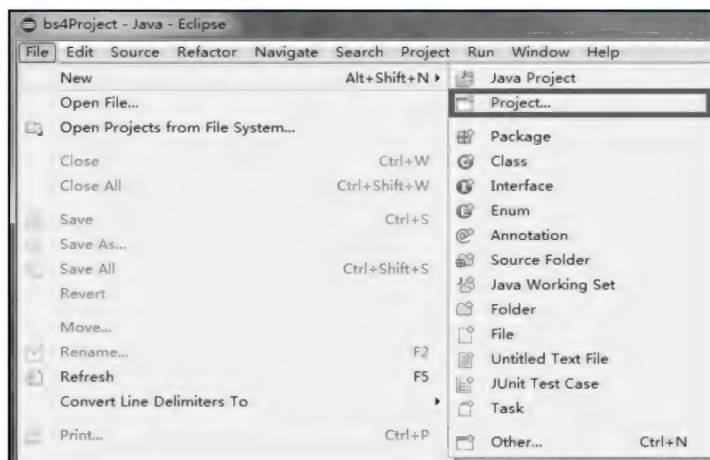 bs4Project - Java - Eclipse
File Edit Source Refactor Navigate Search Project Run Window Help
New Alt+Shift+N
Open File...
Open Projects from File System...
Close Ctrl+W
Close All Ctrl+Shift+W
Save Ctrl+S
Save As...
Save All Ctrl+Shift+S
Revert
Move...
Rename... F2
Refresh F5
Convert Line Delimiters To
Print... Ctrl+P
Java Project
Project...
Package
Class
Interface
Enum
Annotation
Source Folder
Java Working Set
Folder
File
Untitled Text File
JUnit Test Case
Task
Other... Ctrl+N